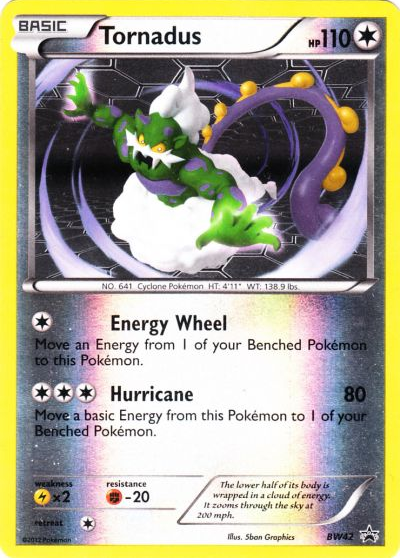 BASIC
Tornadus
HP110
NO. 641 Cyclone Pokémon HT: 4'11" WT: 138.9 lbs.
Energy Wheel
Move an Energy from 1 of your Benched Pokémon
to this Pokémon.
Hurricane 80
Move a basic Energy from this Pokémon to 1 of your
Benched Pokémon.
weakness
×2
resistance
-20
retreat
The lower half of its body is
wrapped in a cloud of energy.
It zooms through the sky at
200 mph.
©2012 Pokémon
Illus. 5ban Graphics
BW42